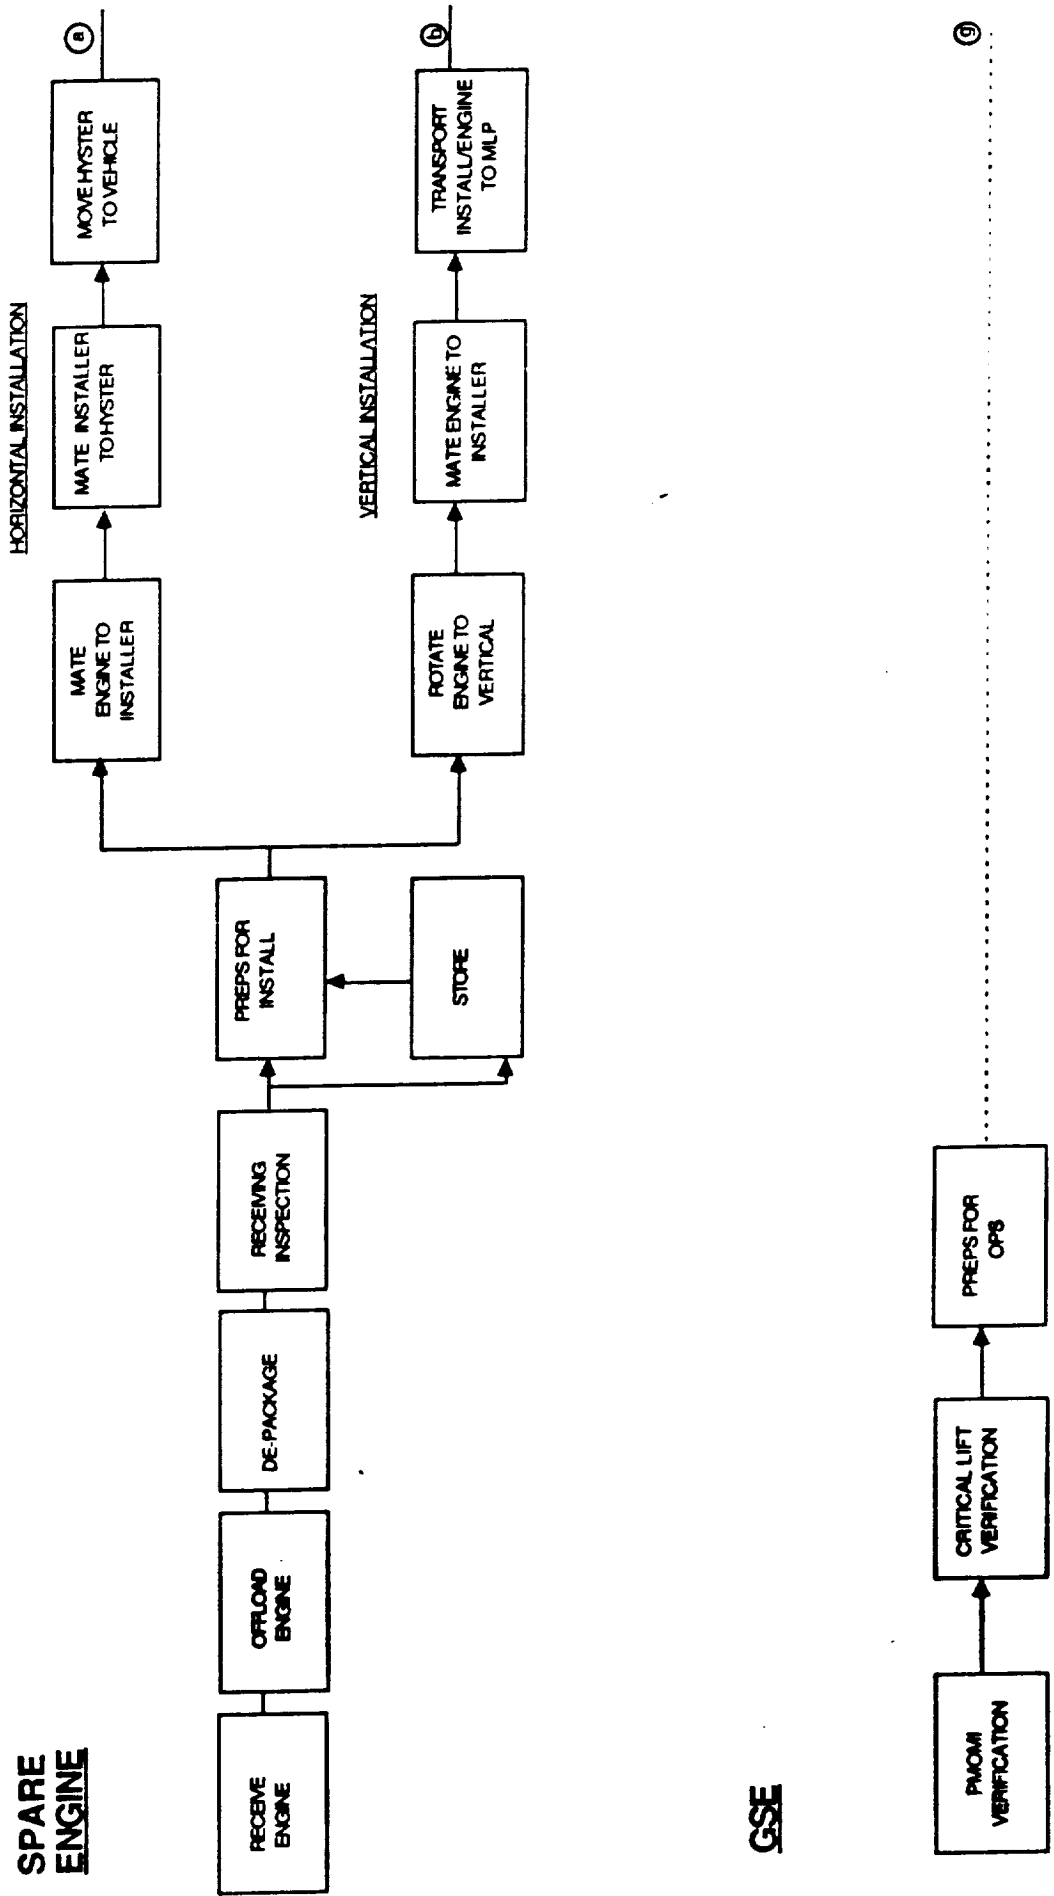 SPARE
ENGINE
RECEIVE
ENGINE
OFFLOAD
ENGINE
DE-PACKAGE
RECEIVING
INSPECTION
PREPS FOR
INSTALL
STORE
HORIZONTAL INSTALLATION
MATE
ENGINE TO
INSTALLER
MATE INSTALLER
TO HYSTER
MOVE HYSTER
TO VEHICLE
a
VERTICAL INSTALLATION
ROTATE
ENGINE TO
VERTICAL
MATE ENGINE TO
INSTALLER
TRANSPORT
INSTALL/ENGINE
TO MLP
b
GSE
PMOMI
VERIFICATION
CRITICAL LIFT
VERIFICATION
PREPS FOR
OPS
g